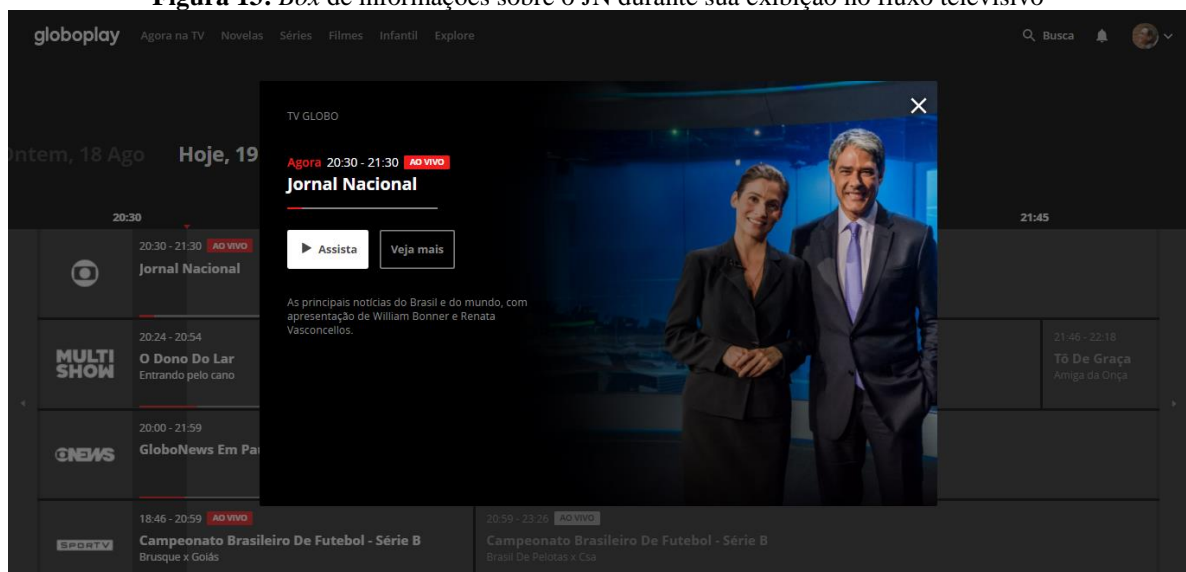 Figura 15: Box de informações sobre o JN durante sua exibição no fluxo televisivo
globoplay Agora na TV Novelas Séries Filmes Infantil Explore Busca
TV GLOBO
Agora 20:30 - 21:30 AO VIVO
Jornal Nacional
Assista Veja mais
As principais notícias do Brasil e do mundo, com
apresentação de William Bonner e Renata
Vasconcellos.
Ontem, 18 Ago Hoje, 19
20:30 21:45
20:30 - 21:30 AO VIVO
Jornal Nacional
MULTI
SHOW
20:24 - 20:54
O Dono Do Lar
Entrando pelo cano
21:46 - 22:18
Tô De Graça
Amiga da Onça
GNEWS
20:00 - 21:59
GloboNews Em Pa
SPORTV
18:46 - 20:59 AO VIVO
Campeonato Brasileiro De Futebol - Série B
Brusque x Goiás
20:59 - 23:26 AO VIVO
Campeonato Brasileiro De Futebol - Série B
Brasil De Pelotas x Csa